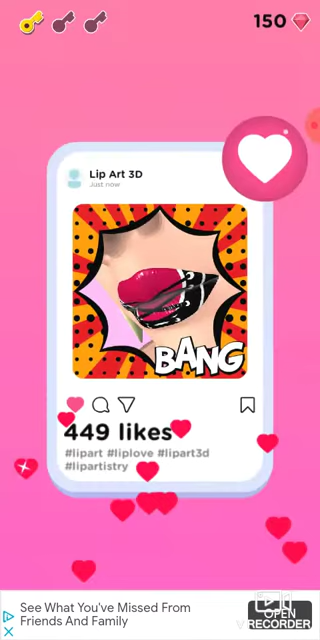 150
Lip Art 3D
Just now
BANG
449 likes
#lipart #liplove #lipart3d
#lipartistry
See What You've Missed From
Friends And Family
OPEN
RECORDER